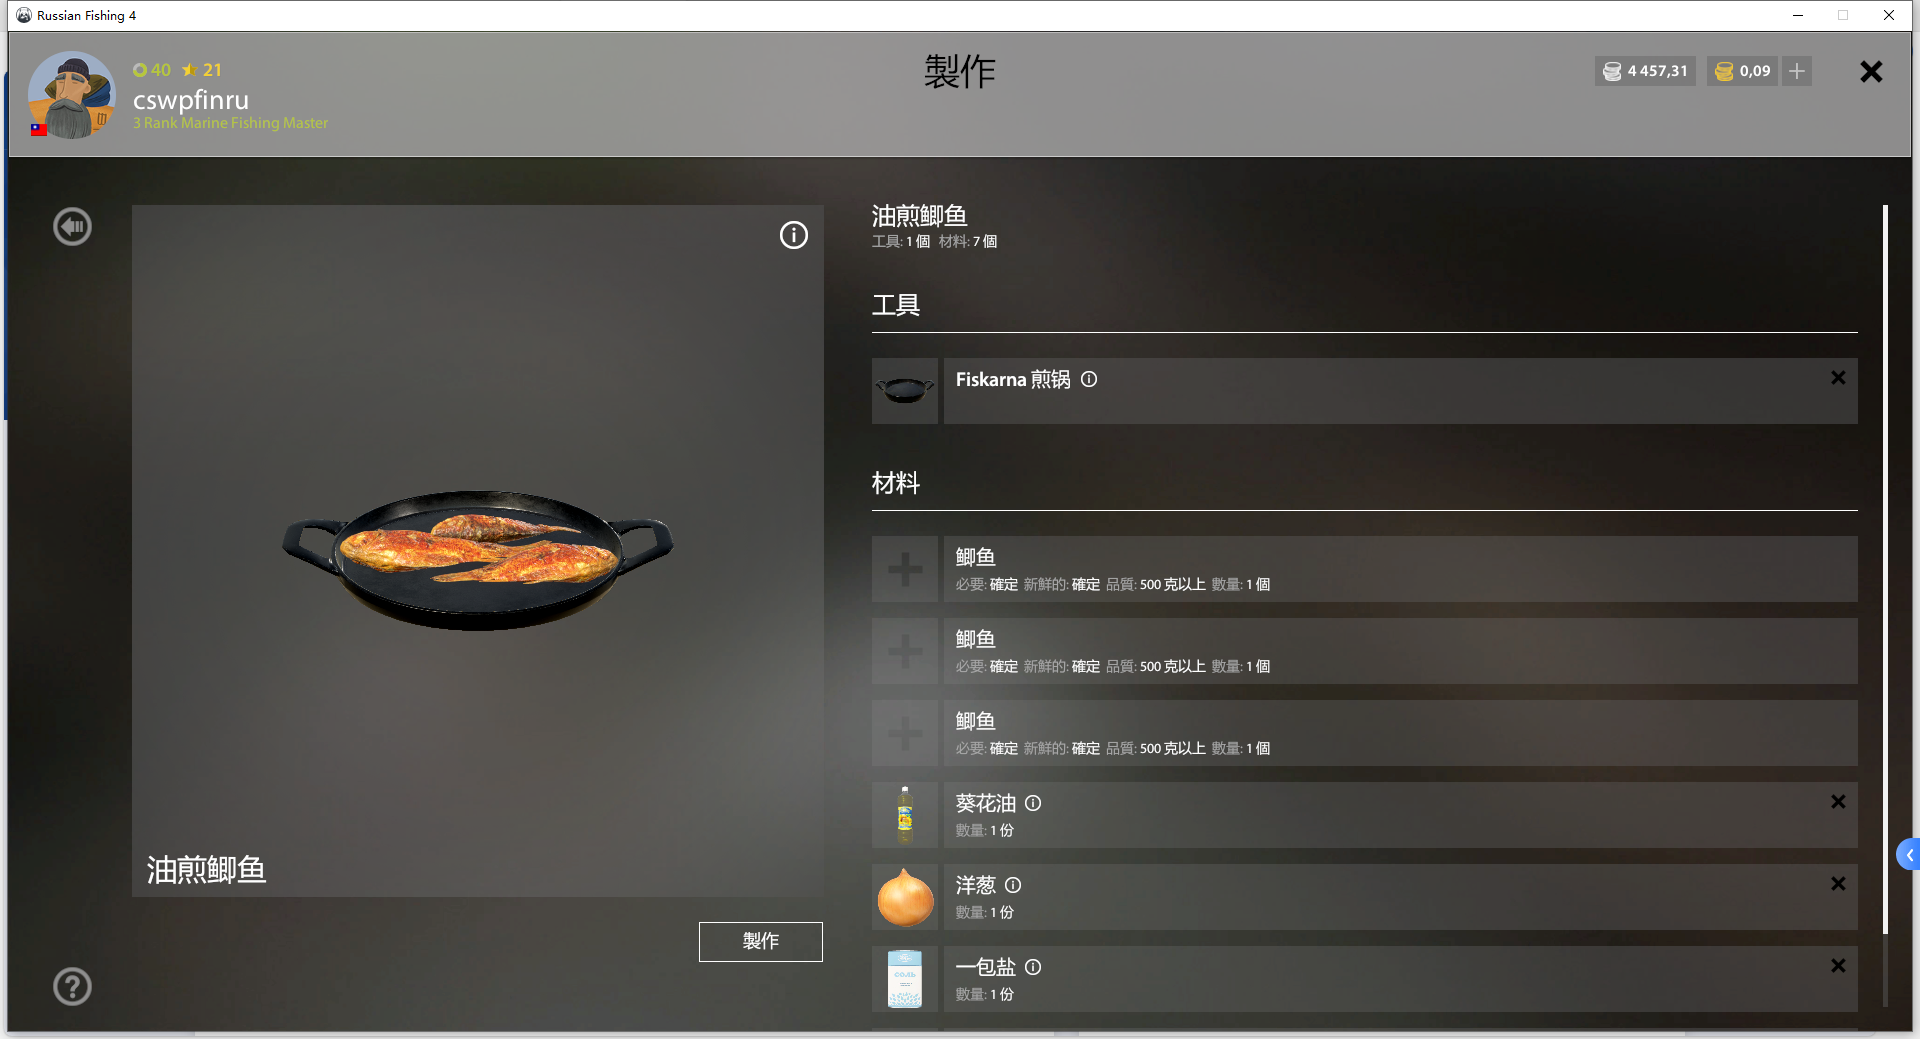 Russian Fishing 4
40 21
cswpfinru
3 Rank Marine Fishing Master
製作
4 457,31
0,09
油煎鲫鱼
工具: 1 個 材料: 7 個
工具
Fiskarna 煎锅
材料
鲫鱼
必要: 確定 新鮮的: 確定 品質: 500 克以上 數量: 1 個
鲫鱼
必要: 確定 新鮮的: 確定 品質: 500 克以上 數量: 1 個
鲫鱼
必要: 確定 新鮮的: 確定 品質: 500 克以上 數量: 1 個
葵花油
數量: 1 份
洋葱
數量: 1 份
СОЛЬ
一包盐
數量: 1 份
油煎鲫鱼
製作